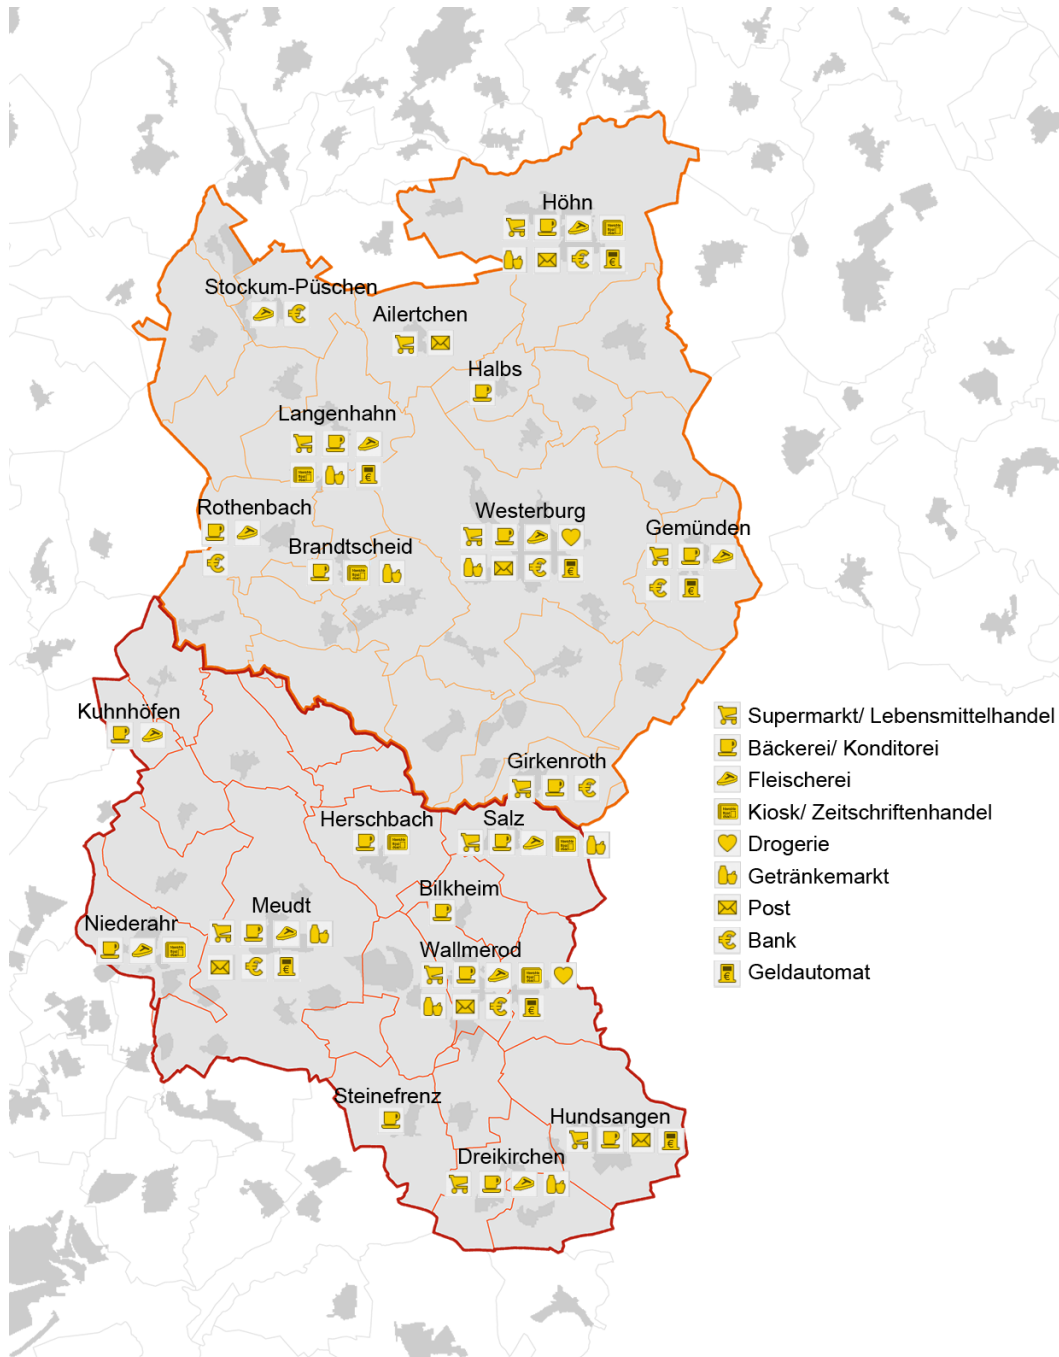 Höhn
Stockum-Püschen
Ailertchen
Halbs
Langenhahn
Rothenbach
Westerburg
Gemünden
Brandtscheid
Kuhnhöfen
Girkenroth
Herschbach
Salz
Bilkheim
Meudt
Niederahr
Wallmerod
Steinefrenz
Hundsangen
Dreikirchen
Supermarkt/ Lebensmittelhandel
Bäckerei/ Konditorei
Fleischerei
Kiosk/ Zeitschriftenhandel
Drogerie
Getränkemarkt
Post
Bank
Geldautomat